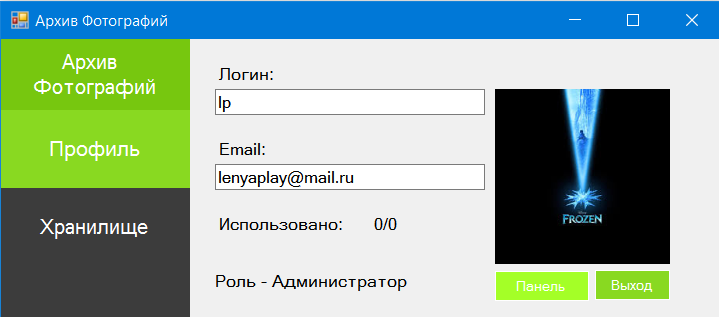 Архив Фотографий
Архив
Фотографий
Профиль
Хранилище
Логин:
lp
Email:
lenyaplay@mail.ru
Использовано: 0/0
Роль - Администратор
FROZEN
Панель
Выход